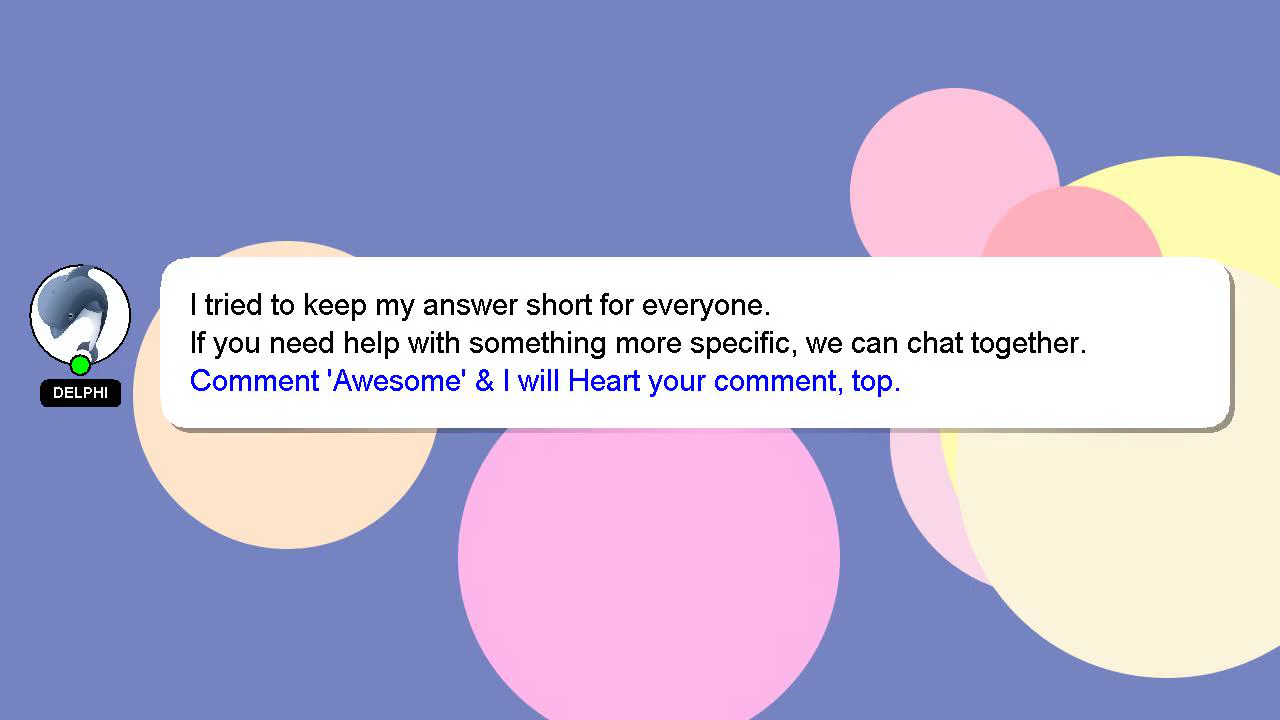 I tried to keep my answer short for everyone.
If you need help with something more specific, we can chat together.
Comment 'Awesome' & I will Heart your comment, top.
DELPHI